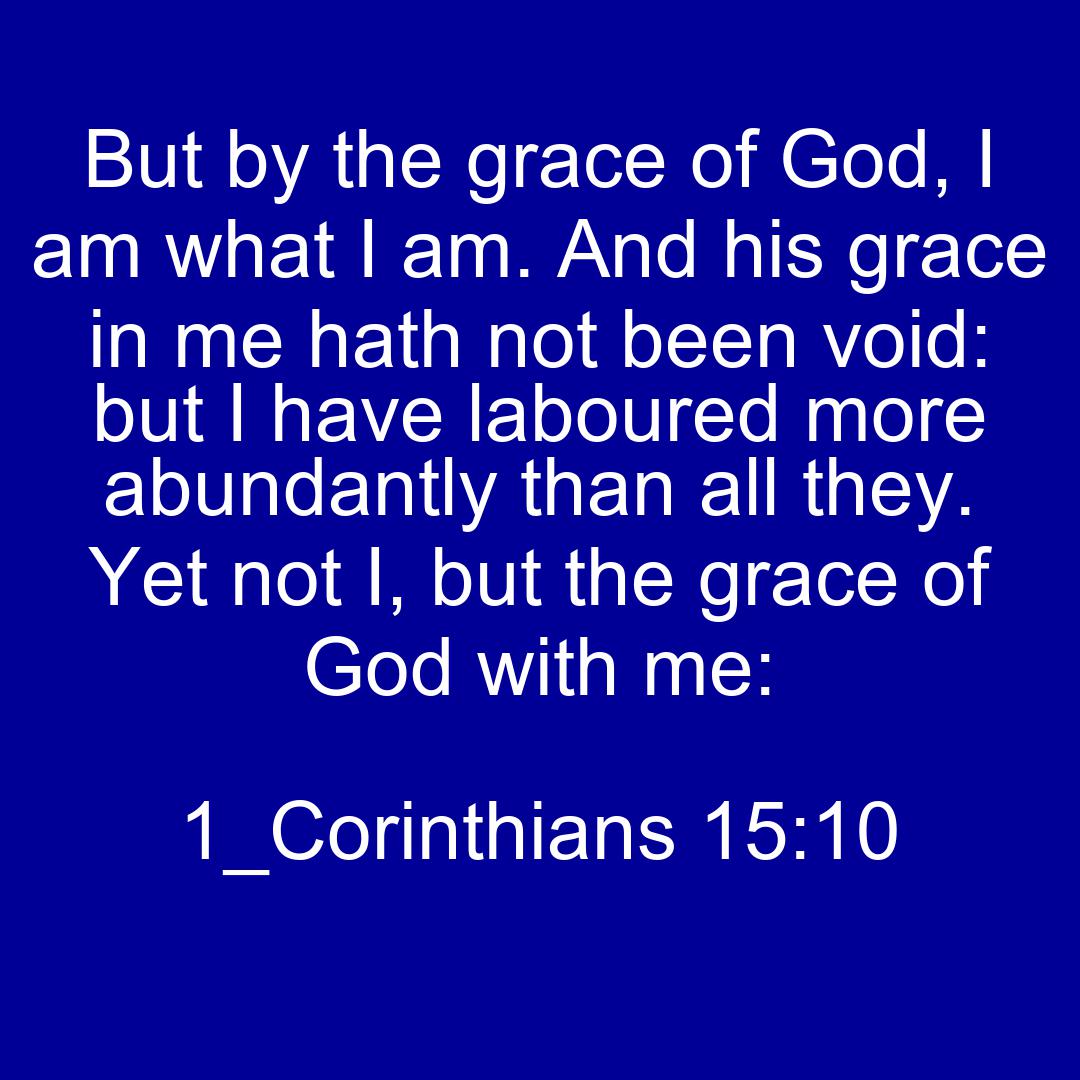 But by the grace of God, I
am what I am. And his grace
in me hath not been void:
but I have laboured more
abundantly than all they.
Yet not I, but the grace of
God with me:
1_Corinthians 15:10